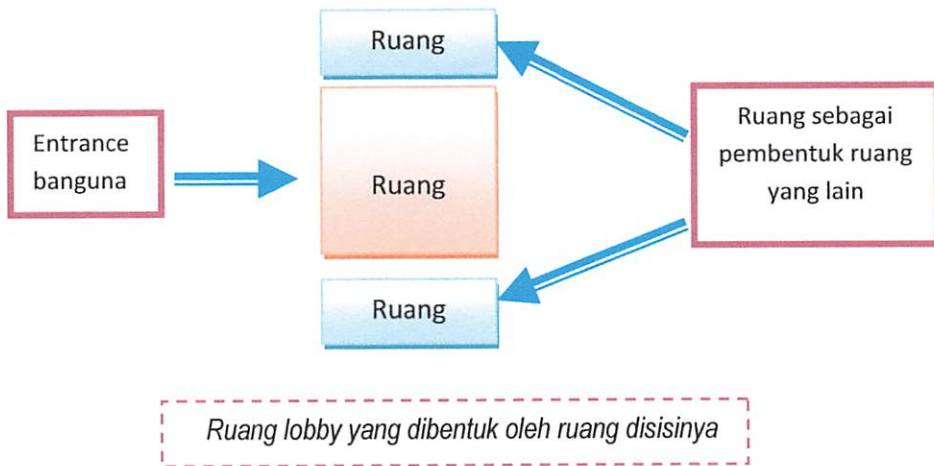 Ruang
Entrance
banguna
Ruang
Ruang sebagai
pembentuk ruang
yang lain
Ruang
Ruang lobby yang dibentuk oleh ruang disisinya